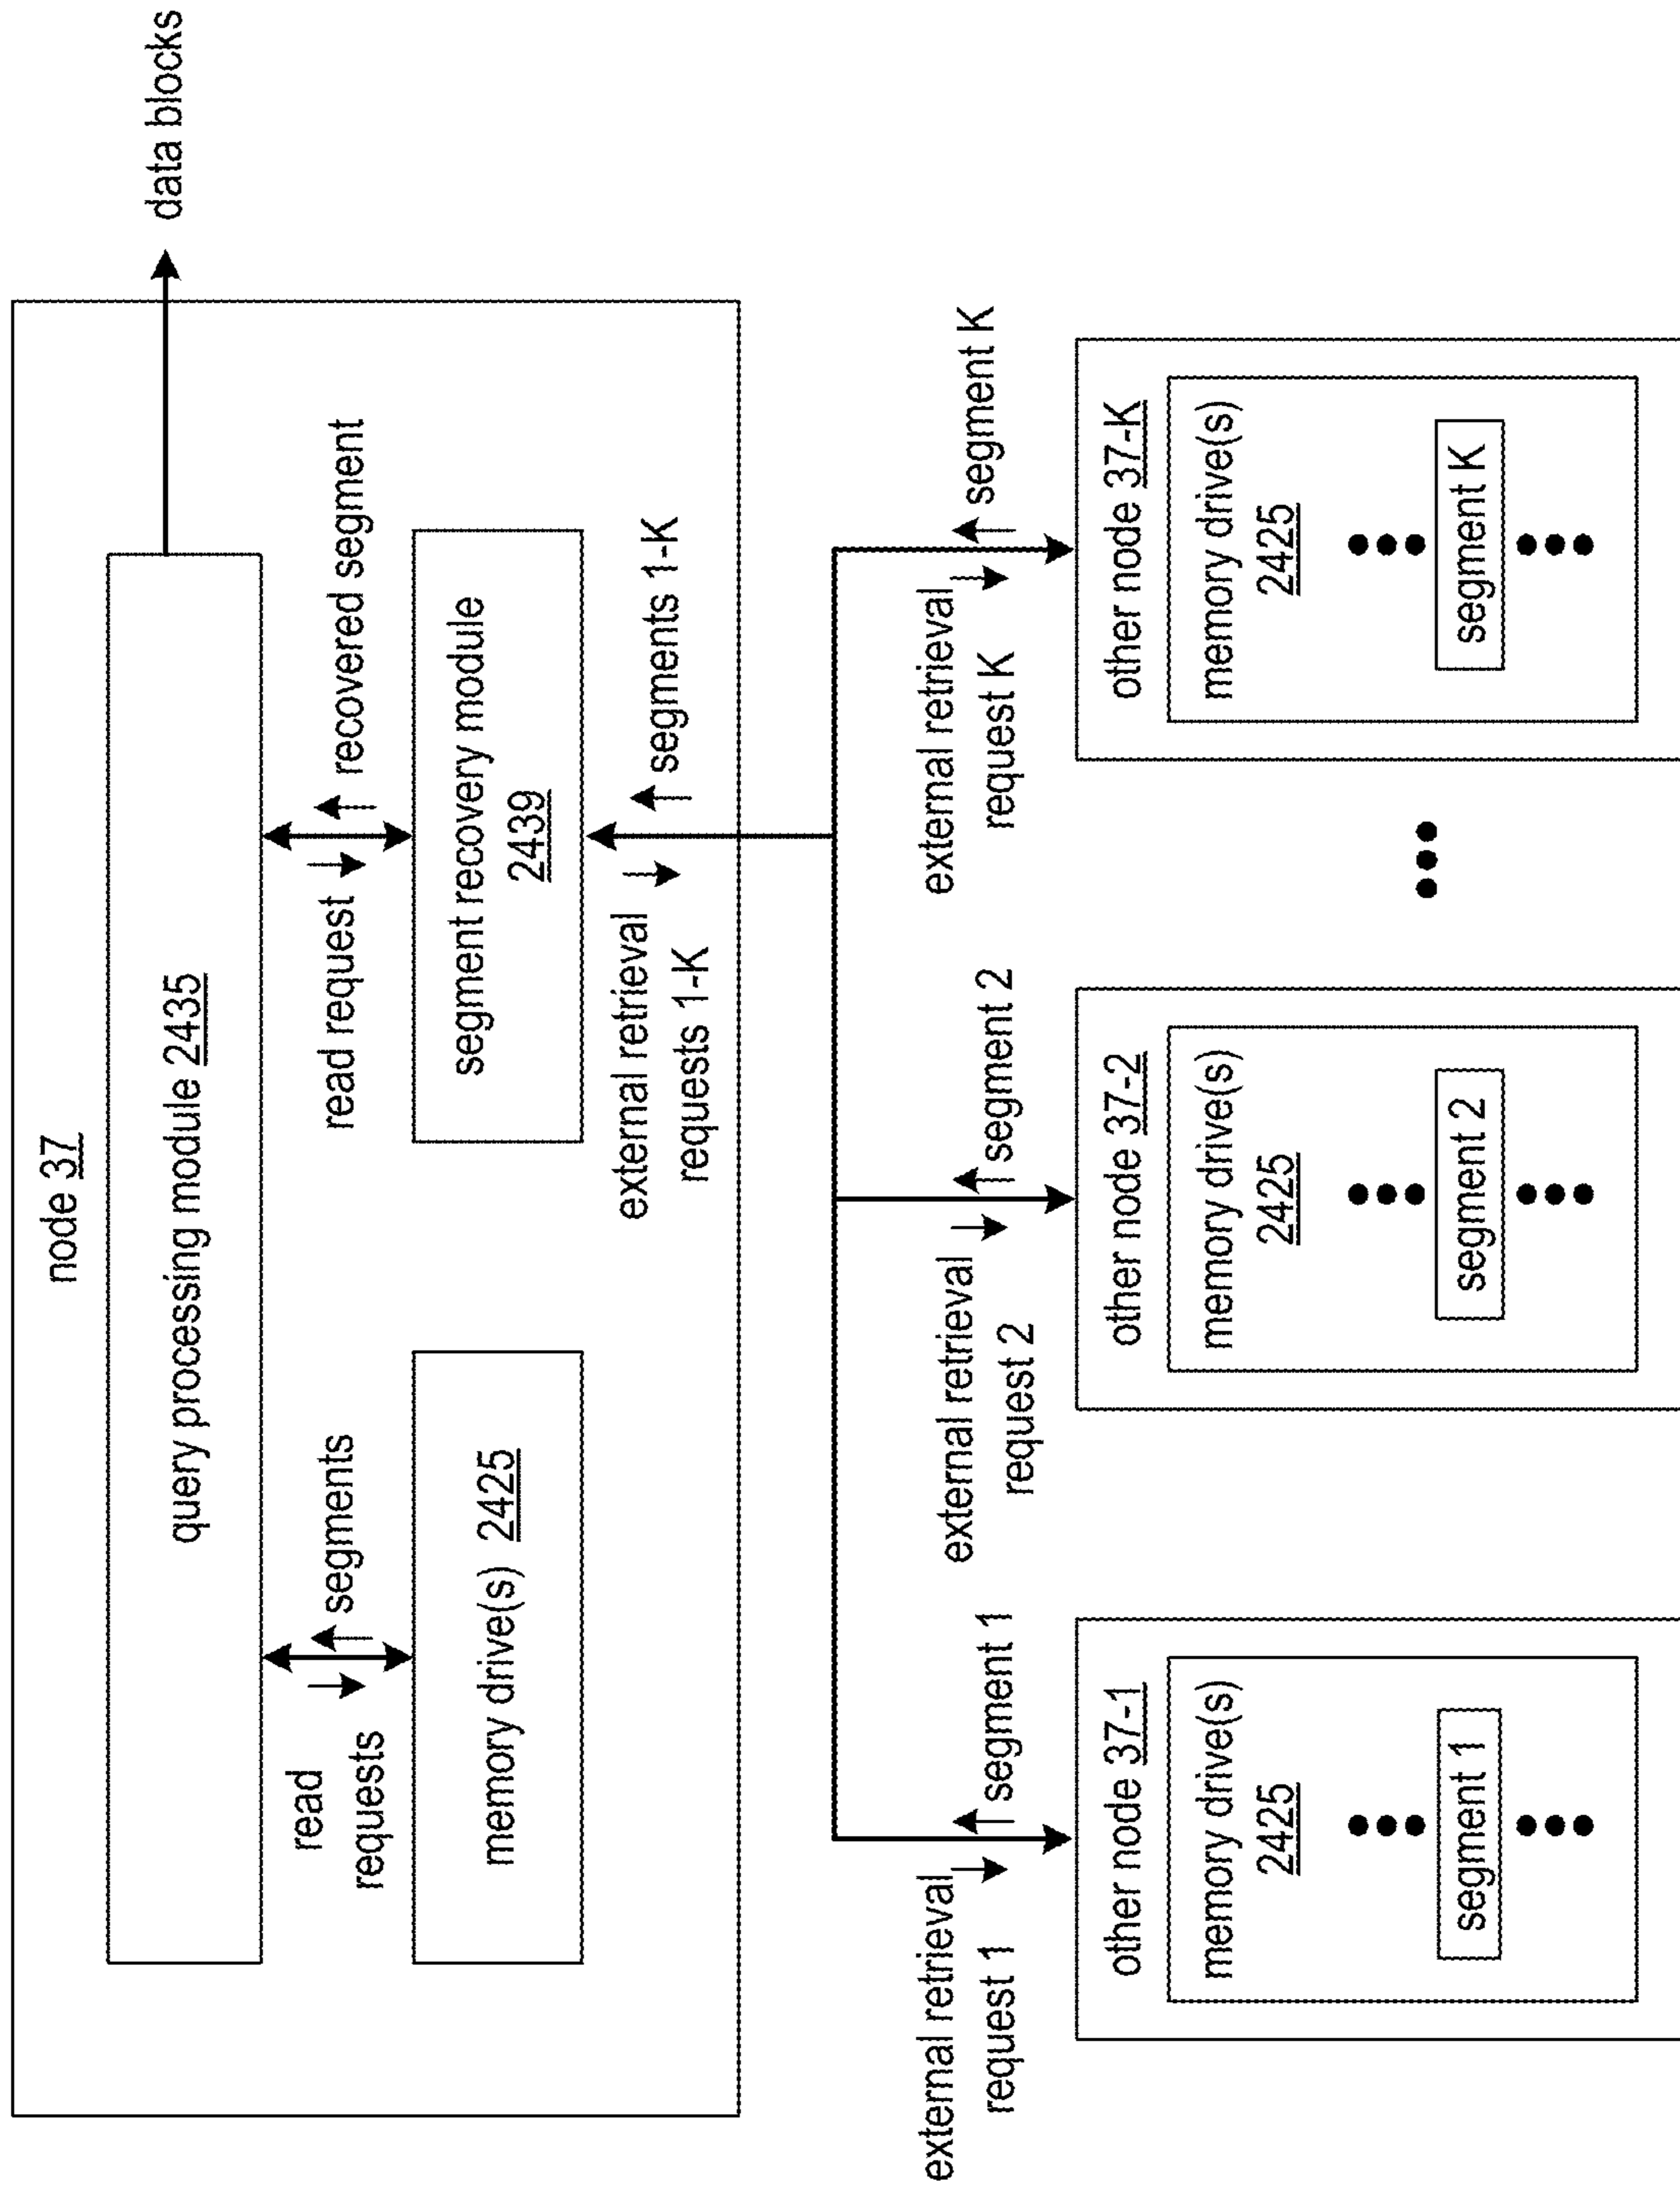 node 37
query processing module 2435
data blocks
read
requests
segments
read request
recovered segment
memory drive(s) 2425
segment recovery module
2439
external retrieval
requests 1-K
segments 1-K
external retrieval
request 1
segment 1
external retrieval
request 2
segment 2
external retrieval
request K
segment K
other node 37-1
memory drive(s)
2425
segment 1
other node 37-2
memory drive(s)
2425
segment 2
other node 37-K
memory drive(s)
2425
segment K